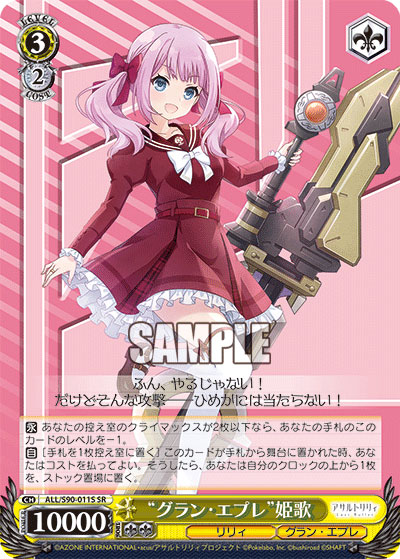 LEVEL
3
2
COST
SAMPLE
ふん、やるじゃない！
だけどそんな攻撃――ひめかには当たらない！
永 あなたの控え室のクライマックスが2枚以下なら、あなたの手札のこの
カードのレベルを－1。
自 ［手札を1枚控え室に置く］ このカードが手札から舞台に置かれた時、あ
なたはコストを払ってよい。そうしたら、あなたは自分のクロックの上から1枚
を、ストック置場に置く。
CH
ALL/S90-011S SR
10000
“グラン・エプレ”姫歌
アサルトリリィ
リリィ
グラン・エプレ
©AZONE INTERNATIONAL・acus/アサルトリリィプロジェクト ©Pokelabo, Inc. ©bushiroad ©SHAFT